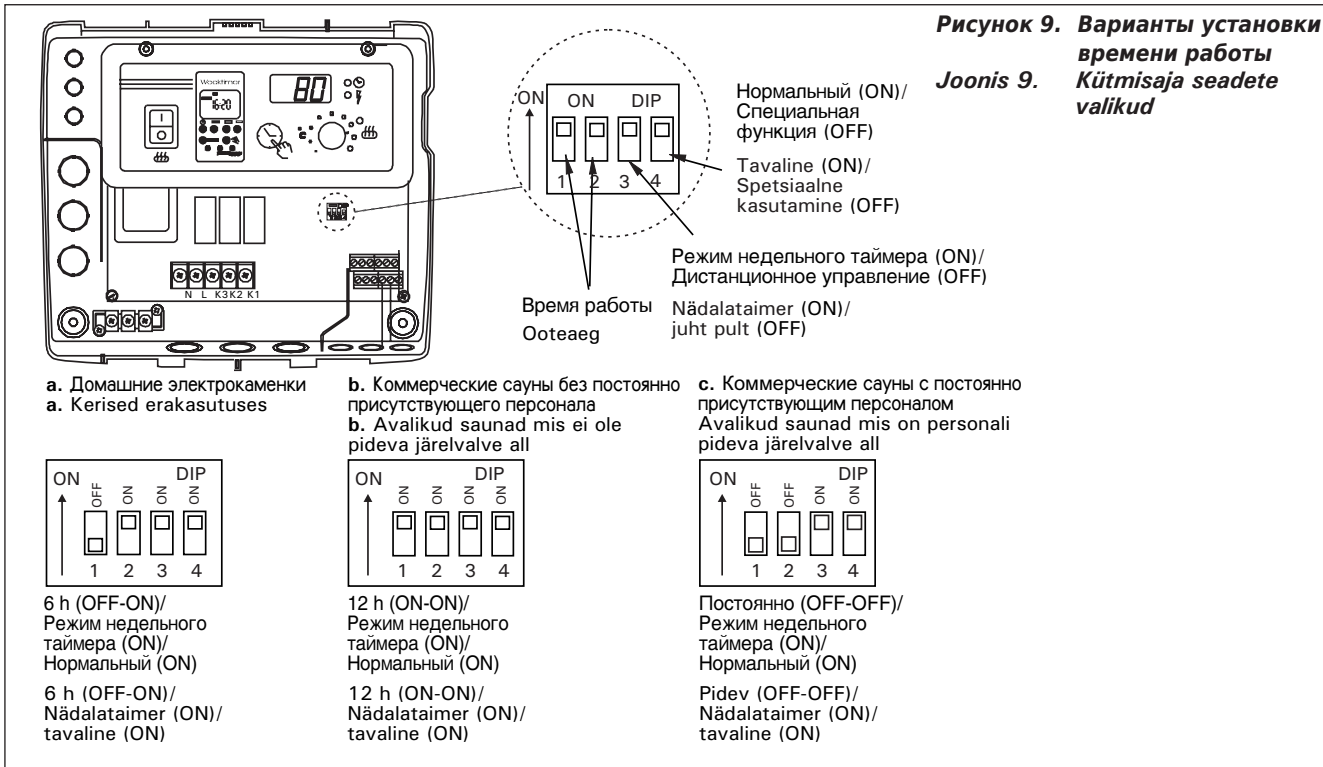 Рисунок 9. Варианты установки
времени работы
Joonis 9. Kütmisaja seadete
valikud
Weektimer
80
N L K3 K2 K1
ON
ON DIP
1 2 3 4
Нормальный (ON)/
Специальная
функция (OFF)
Tavaline (ON)/
Spetsiaalne
kasutamine (OFF)
Режим недельного таймера (ON)/
Дистанционное управление (OFF)
Nädalataimer (ON)/
juht pult (OFF)
Время работы
Ooteaeg
a. Домашние электрокаменки
a. Kerised erakasutuses
ON DIP
OFF ON ON ON
1 2 3 4
6 h (OFF-ON)/
Режим недельного
таймера (ON)/
Нормальный (ON)
6 h (OFF-ON)/
Nädalataimer (ON)/
tavaline (ON)
b. Коммерческие сауны без постоянно
присутствующего персонала
b. Avalikud saunad mis ei ole
pideva järelvalve all
ON DIP
ON ON ON ON
1 2 3 4
12 h (ON-ON)/
Режим недельного
таймера (ON)/
Нормальный (ON)
12 h (ON-ON)/
Nädalataimer (ON)/
tavaline (ON)
c. Коммерческие сауны с постоянно
присутствующим персоналом
Avalikud saunad mis on personali
pideva järelvalve all
ON DIP
OFF OFF ON ON
1 2 3 4
Постоянно (OFF-OFF)/
Режим недельного
таймера (ON)/
Нормальный (ON)
Pidev (OFF-OFF)/
Nädalataimer (ON)/
tavaline (ON)